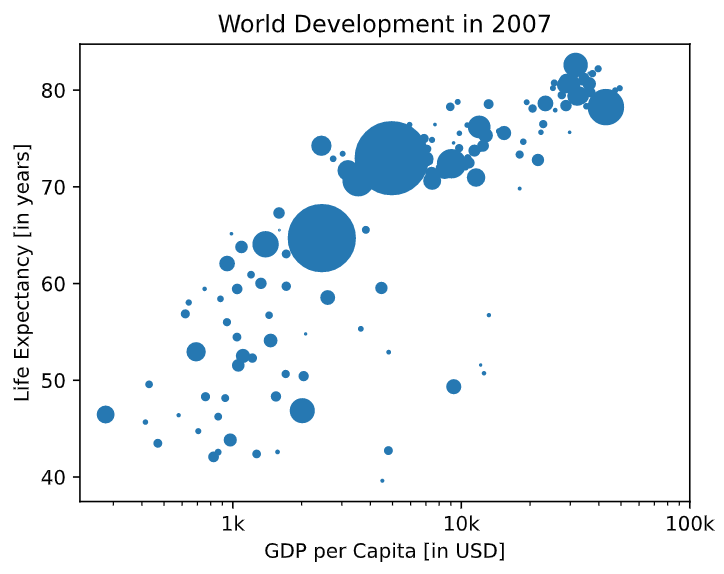 World Development in 2007
Life Expectancy [in years]
80
70
60
50
40
1k 10k 100k
GDP per Capita [in USD]